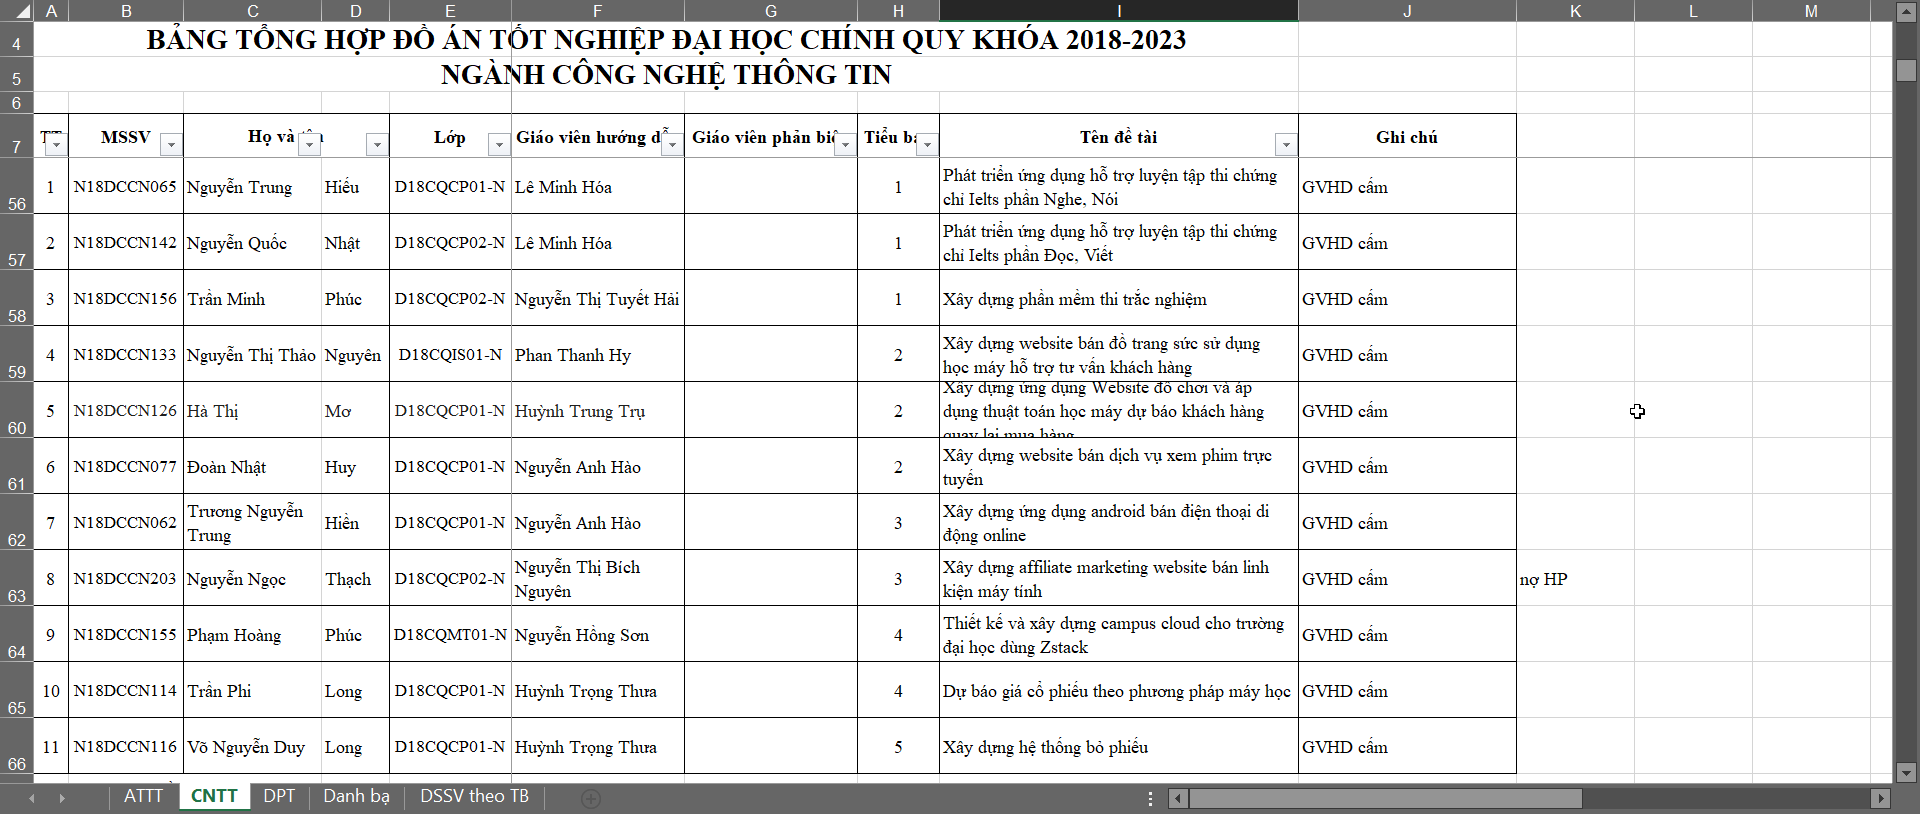 A B C D E F G H I J K L M
4 BẢNG TỔNG HỢP ĐỒ ÁN TỐT NGHIỆP ĐẠI HỌC CHÍNH QUY KHÓA 2018-2023
5 NGÀNH CÔNG NGHỆ THÔNG TIN
6
7 MSSV Họ và Lớp Giáo viên hướng Giáo viên phản Tiểu Tên đề tài Ghi chú
56 1 N18DCCN065 Nguyễn Trung Hiếu D18CQCP01-N Lê Minh Hóa 1 Phát triển ứng dụng hỗ trợ luyện tập thi chứng
chỉ Ielts phần Nghe, Nói GVHD cấm
57 2 N18DCCN142 Nguyễn Quốc Nhật D18CQCP02-N Lê Minh Hóa 1 Phát triển ứng dụng hỗ trợ luyện tập thi chứng
chỉ Ielts phần Đọc, Viết GVHD cấm
58 3 N18DCCN156 Trần Minh Phúc D18CQCP02-N Nguyễn Thị Tuyết Hải 1 Xây dựng phần mềm thi trắc nghiệm GVHD cấm
59 4 N18DCCN133 Nguyễn Thị Thảo Nguyên D18CQIS01-N Phan Thanh Hy 2 Xây dựng website bán đồ trang sức sử dụng
học máy hỗ trợ tư vấn khách hàng GVHD cấm
60 5 N18DCCN126 Hà Thị Mơ D18CQCP01-N Huỳnh Trung Trụ 2 Xây dựng ứng dụng Website đồ chơi và áp
dụng thuật toán học máy dự báo khách hàng
quay lại mua hàng GVHD cấm
61 6 N18DCCN077 Đoàn Nhật Huy D18CQCP01-N Nguyễn Anh Hào 2 Xây dựng website bán dịch vụ xem phim trực
tuyến GVHD cấm
62 7 N18DCCN062 Trương Nguyễn
Trung Hiền D18CQCP01-N Nguyễn Anh Hào 3 Xây dựng ứng dụng android bán điện thoại di
động online GVHD cấm
63 8 N18DCCN203 Nguyễn Ngọc Thạch D18CQCP02-N Nguyễn Thị Bích
Nguyên 3 Xây dựng affiliate marketing website bán linh
kiện máy tính GVHD cấm nợ HP
64 9 N18DCCN155 Phạm Hoàng Phúc D18CQMT01-N Nguyễn Hồng Sơn 4 Thiết kế và xây dựng campus cloud cho trường
đại học dùng Zstack GVHD cấm
65 10 N18DCCN114 Trần Phi Long D18CQCP01-N Huỳnh Trọng Thưa 4 Dự báo giá cổ phiếu theo phương pháp máy học GVHD cấm
66 11 N18DCCN116 Võ Nguyễn Duy Long D18CQCP01-N Huỳnh Trọng Thưa 5 Xây dựng hệ thống bỏ phiếu GVHD cấm
ATTT CNTT DPT Danh bạ DSSV theo TB